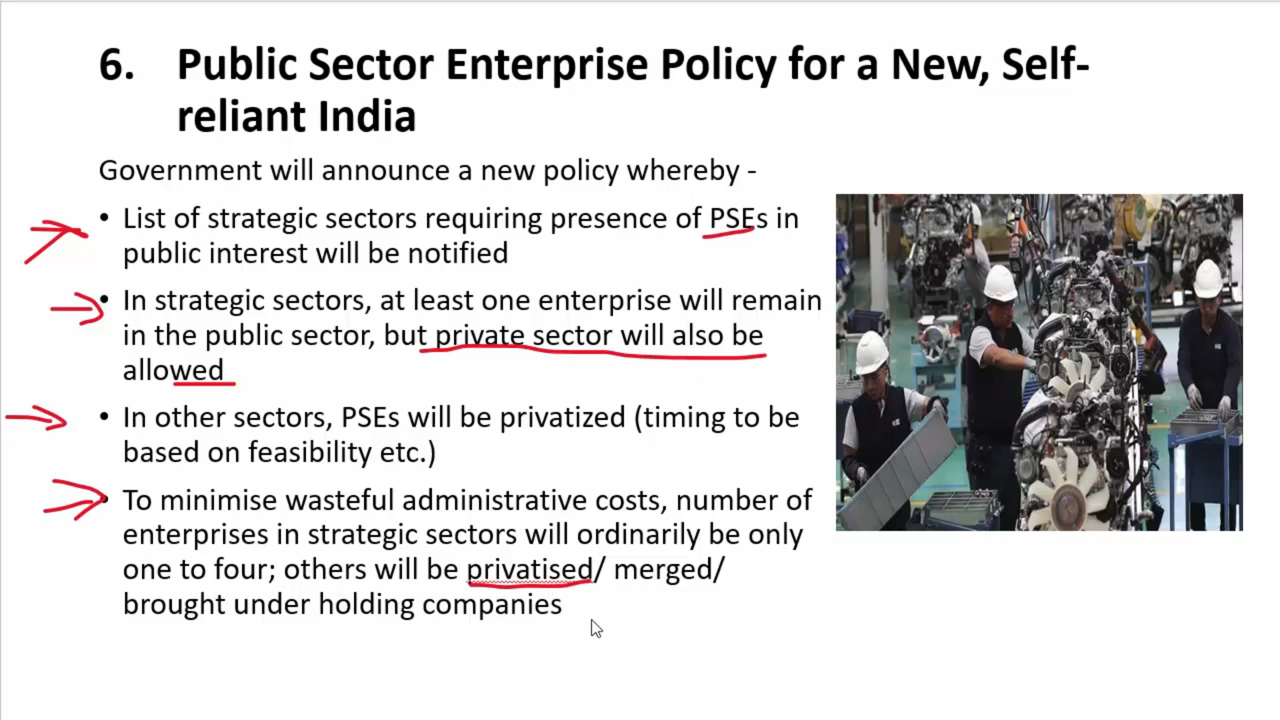 6. Public Sector Enterprise Policy for a New, Self-
reliant India
Government will announce a new policy whereby -
• List of strategic sectors requiring presence of PSEs in
public interest will be notified
• In strategic sectors, at least one enterprise will remain
in the public sector, but private sector will also be
allowed
• In other sectors, PSEs will be privatized (timing to be
based on feasibility etc.)
• To minimise wasteful administrative costs, number of
enterprises in strategic sectors will ordinarily be only
one to four; others will be privatised/ merged/
brought under holding companies